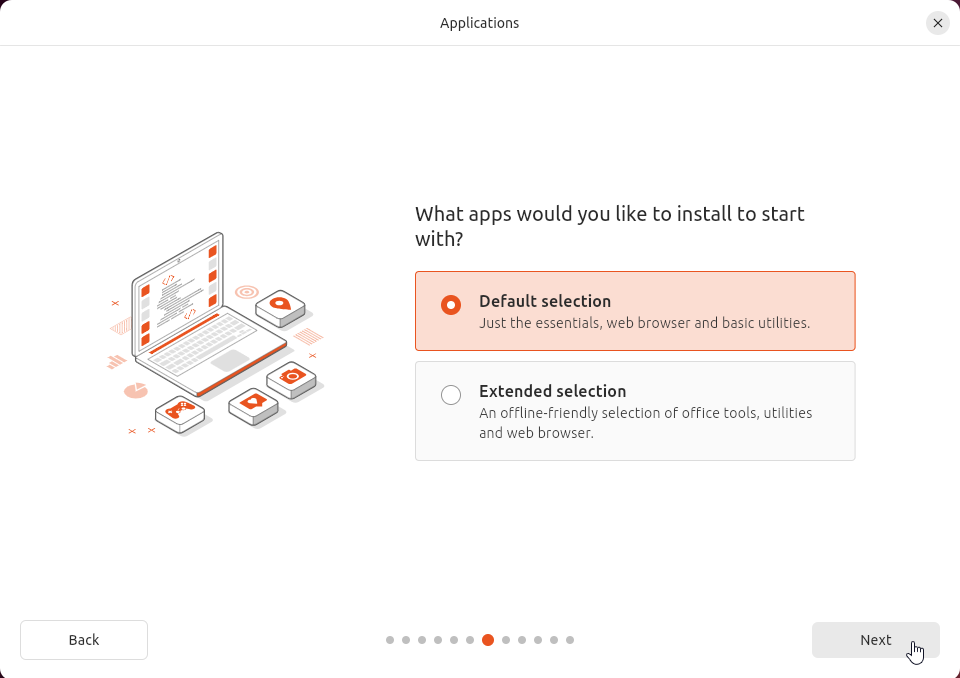 Applications
What apps would you like to install to start
with?
Default selection
Just the essentials, web browser and basic utilities.
Extended selection
An offline-friendly selection of office tools, utilities
and web browser.
Back
Next